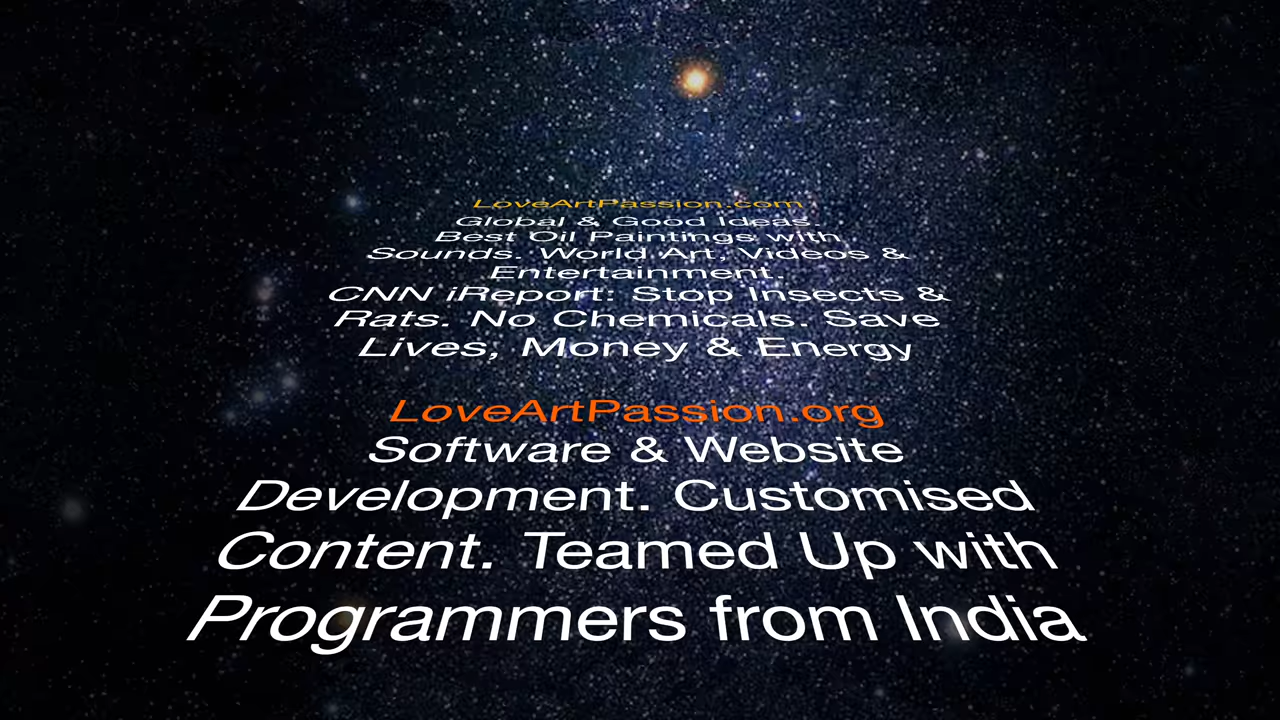 LoveArtPassion.com
Global & Good Ideas.
Best Oil Paintings with
Sounds. World Art, Videos &
Entertainment.
CNN iReport: Stop Insects &
Rats. No Chemicals. Save
Lives, Money & Energy
LoveArtPassion.org
Software & Website
Development. Customised
Content. Teamed Up with
Programmers from India